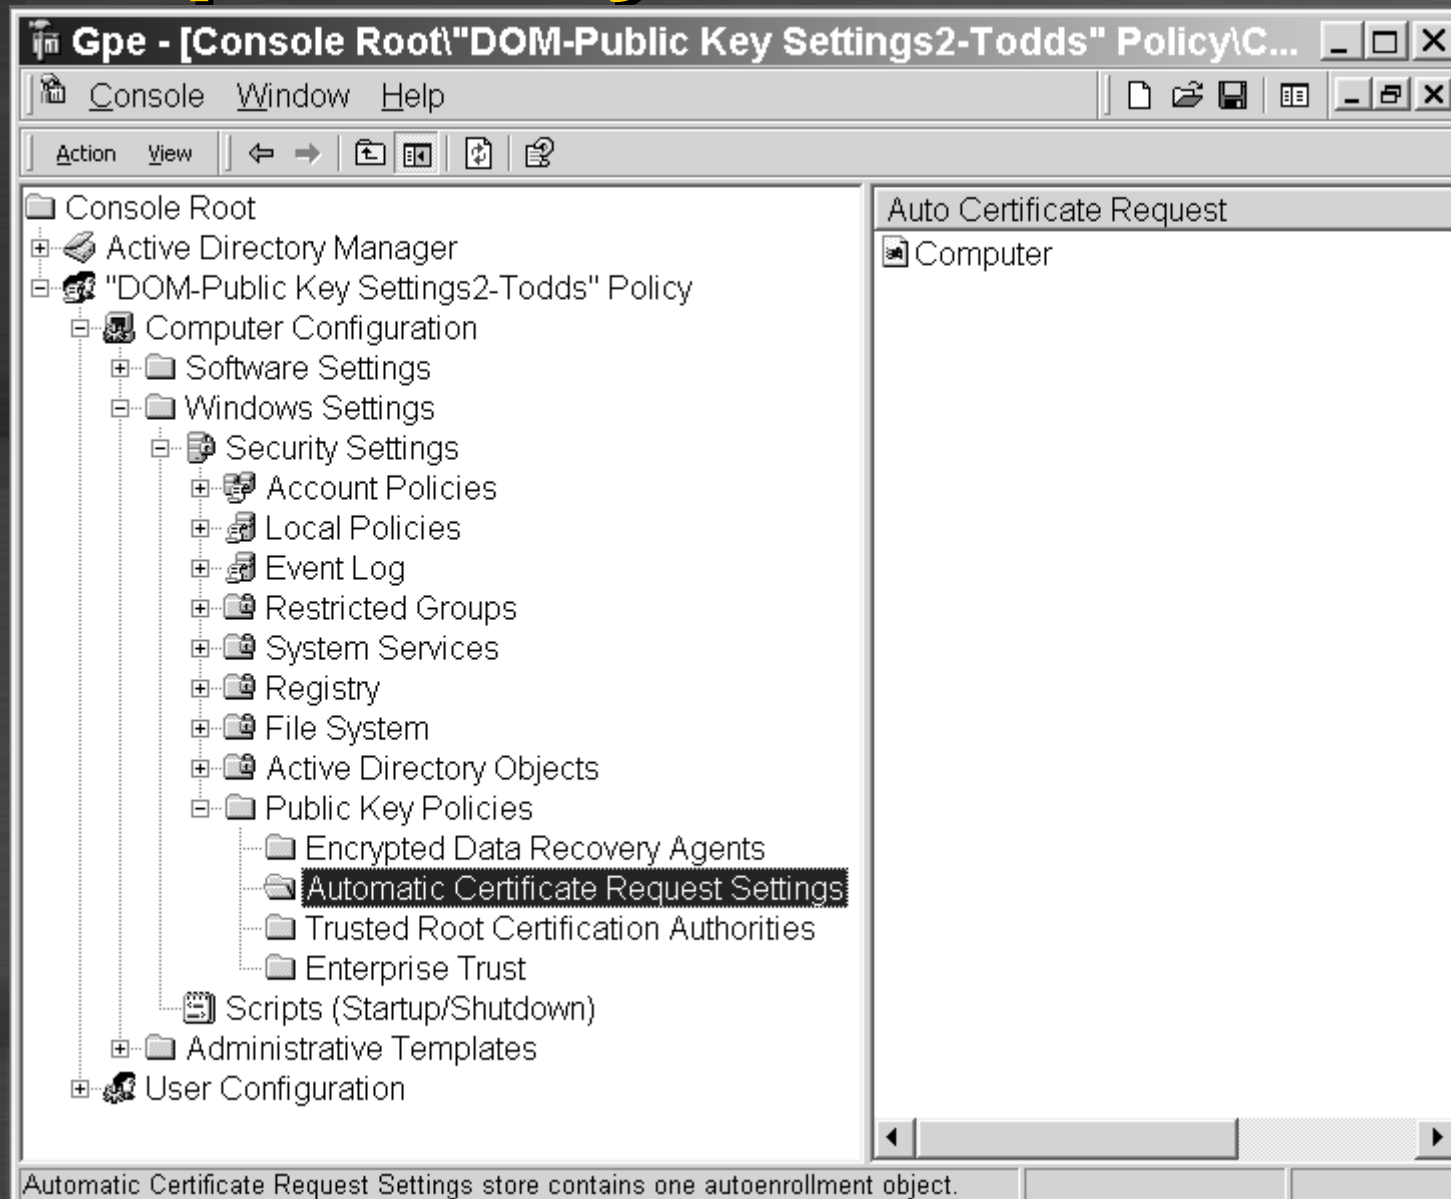 Gpe - [Console Root\"DOM-Public Key Settings2-Todds" Policy\C...
Console Window Help
Action View
Console Root
Active Directory Manager
"DOM-Public Key Settings2-Todds" Policy
Computer Configuration
Software Settings
Windows Settings
Security Settings
Account Policies
Local Policies
Event Log
Restricted Groups
System Services
Registry
File System
Active Directory Objects
Public Key Policies
Encrypted Data Recovery Agents
Automatic Certificate Request Settings
Trusted Root Certification Authorities
Enterprise Trust
Scripts (Startup/Shutdown)
Administrative Templates
User Configuration
Auto Certificate Request
Computer
Automatic Certificate Request Settings store contains one autoenrollment object.